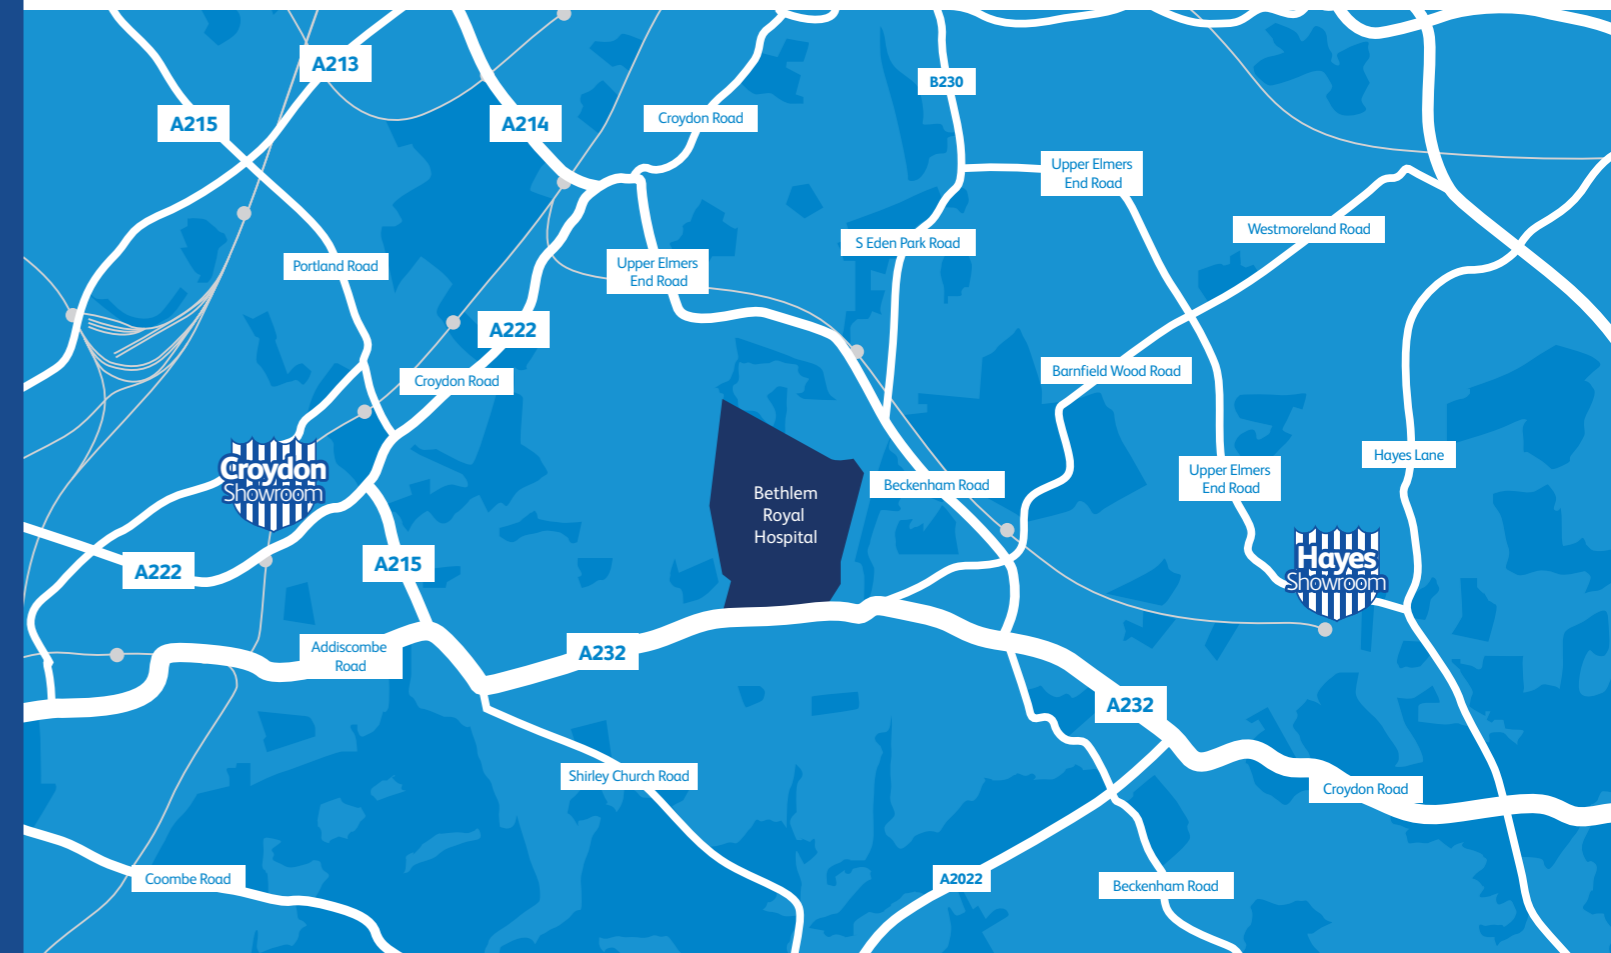 A213
B230
A215
A214
Croydon Road
Upper Elmers
End Road
Westmoreland Road
S Eden Park Road
Portland Road
Upper Elmers
End Road
A222
Croydon Road
Barnfield Wood Road
Hayes Lane
Croydon
Showroom
Upper Elmers
End Road
Beckenham Road
Bethlem
Royal
Hospital
A222
A215
Hayes
Showroom
Addiscombe
Road
A232
A232
Shirley Church Road
Croydon Road
Coombe Road
A2022
Beckenham Road